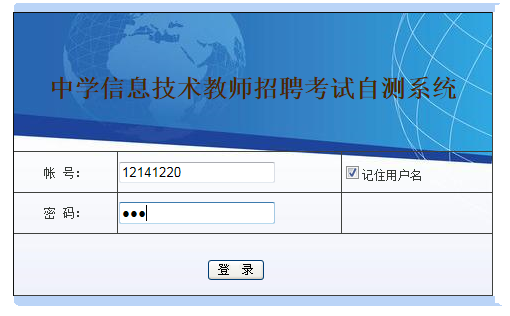 中学信息技术教师招聘考试自测系统
帐 号： 12141220 记住用户名
密 码： ●●●
登 录